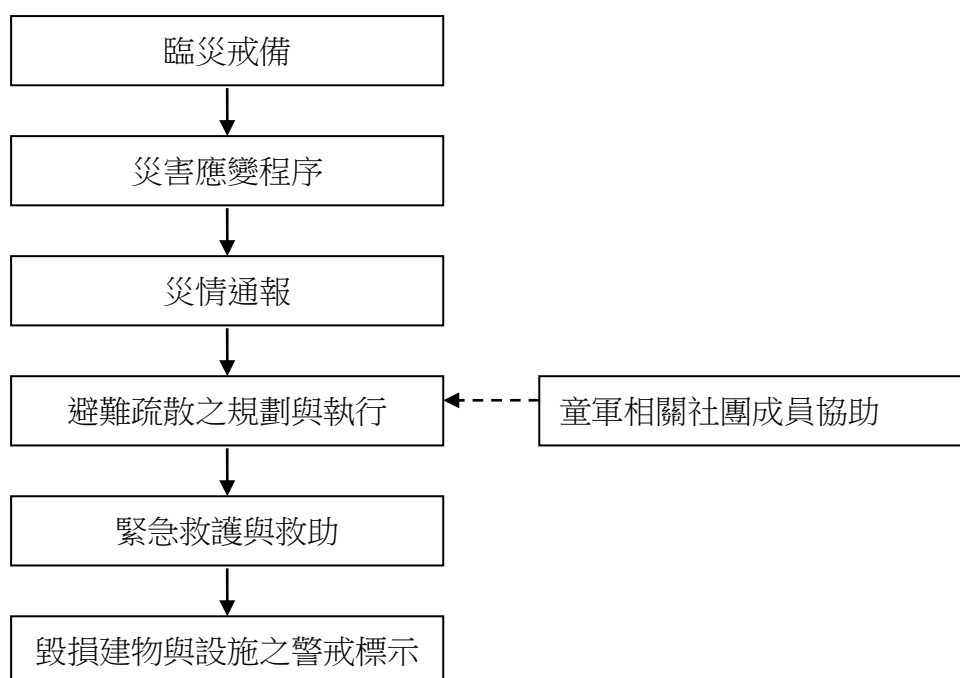 臨災戒備
災害應變程序
災情通報
避難疏散之規劃與執行
童軍相關社團成員協助
緊急救護與救助
毀損建物與設施之警戒標示